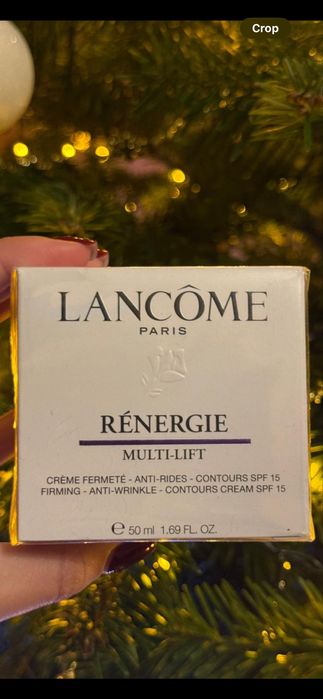 Crop
LANCÔME
PARIS
RÉNERGIE
MULTI-LIFT
CRÈME FERMETÉ - ANTI-RIDES - CONTOURS SPF 15
FIRMING - ANTI-WRINKLE - CONTOURS CREAM SPF 15
e 50 ml 1.69 FL. OZ.